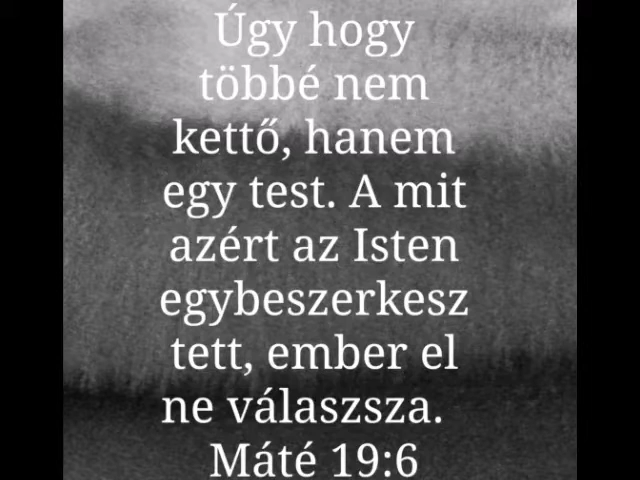 Úgy hogy
többé nem
kettő, hanem
egy test. A mit
azért az Isten
egybeszerkesz
tett, ember el
ne válaszsza.
Máté 19:6